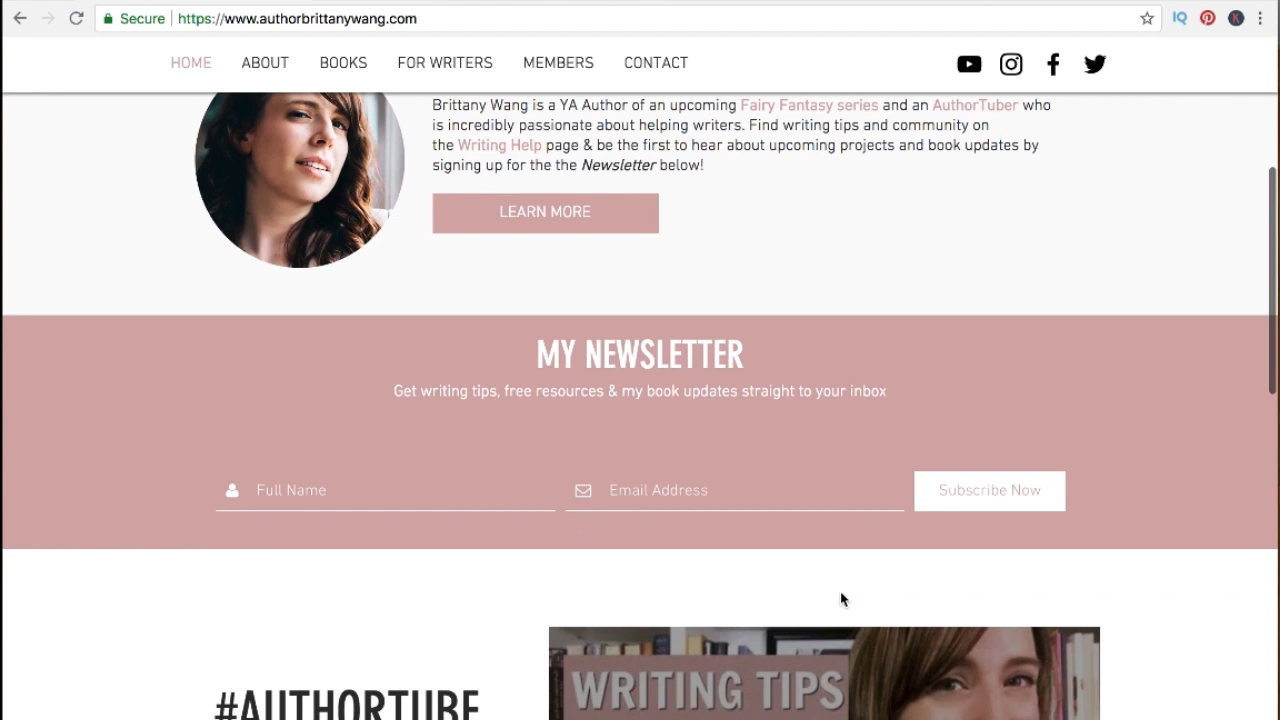 Secure https://www.authorbrittanywang.com
HOME ABOUT BOOKS FOR WRITERS MEMBERS CONTACT
Brittany Wang is a YA Author of an upcoming Fairy Fantasy series and an AuthorTuber who
is incredibly passionate about helping writers. Find writing tips and community on
the Writing Help page & be the first to hear about upcoming projects and book updates by
signing up for the the Newsletter below!
LEARN MORE
MY NEWSLETTER
Get writing tips, free resources & my book updates straight to your inbox
Full Name Email Address Subscribe Now
WRITING TIPS
#AUTHORTUBE